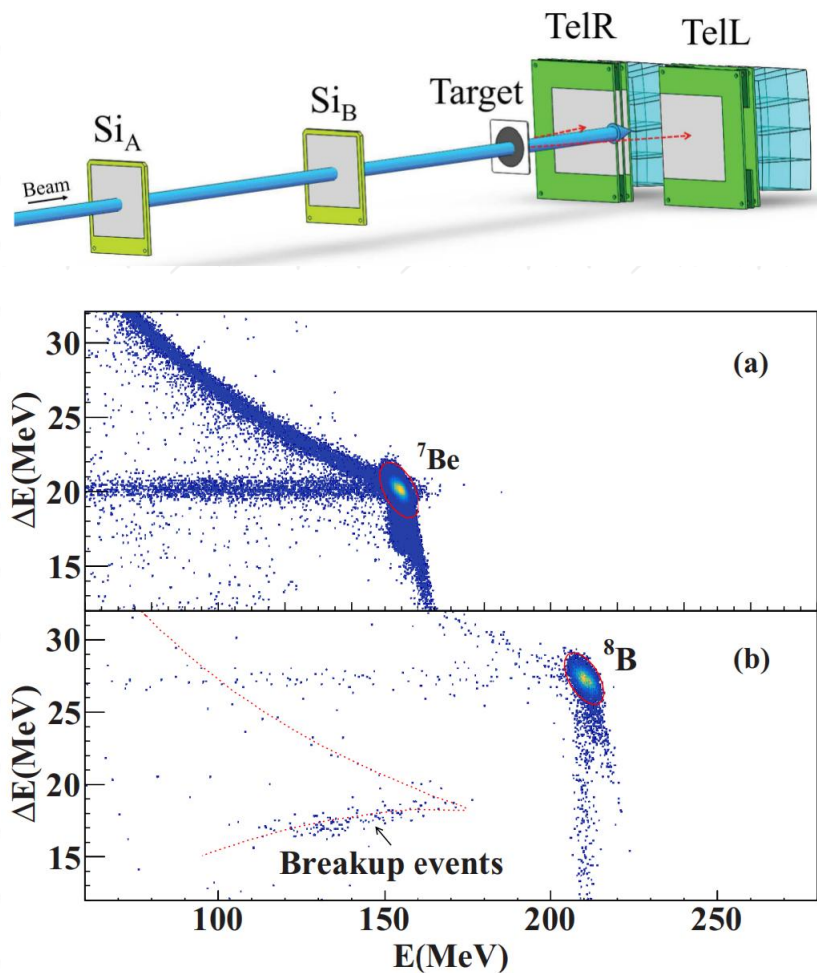 TelR TelL
Target
Si_B
Si_A
Beam
(a)
30
⁷Be
25
20
15
ΔE(MeV)
(b)
30
⁸B
25
20
15
ΔE(MeV)
Breakup events
100 150 200 250
E(MeV)